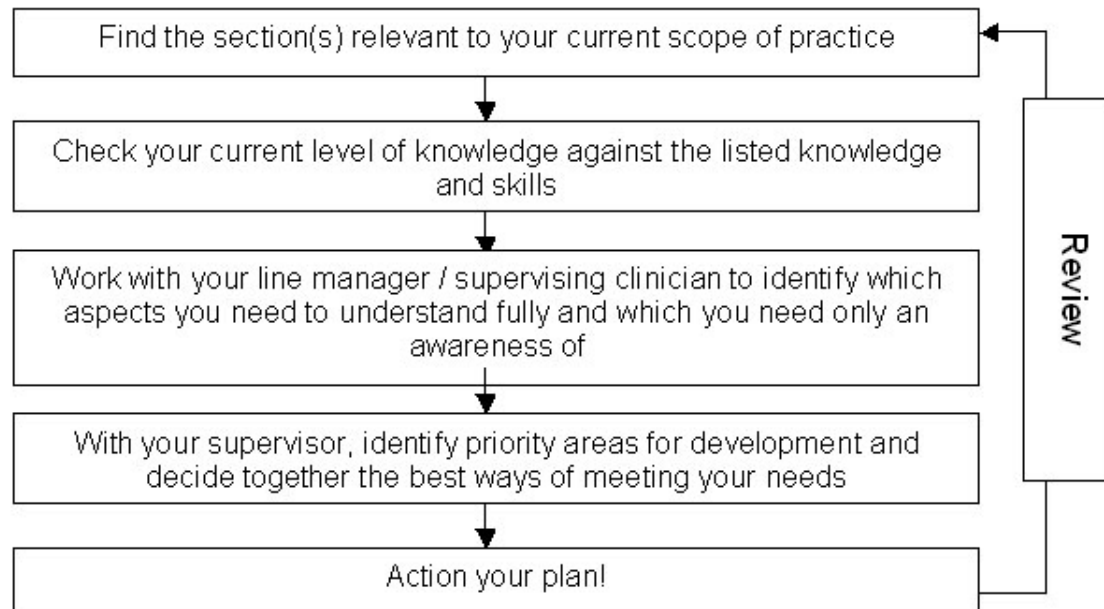 Find the section(s) relevant to your current scope of practice
Check your current level of knowledge against the listed knowledge
and skills
Work with your line manager / supervising clinician to identify which
aspects you need to understand fully and which you need only an
awareness of
With your supervisor, identify priority areas for development and
decide together the best ways of meeting your needs
Action your plan!
Review